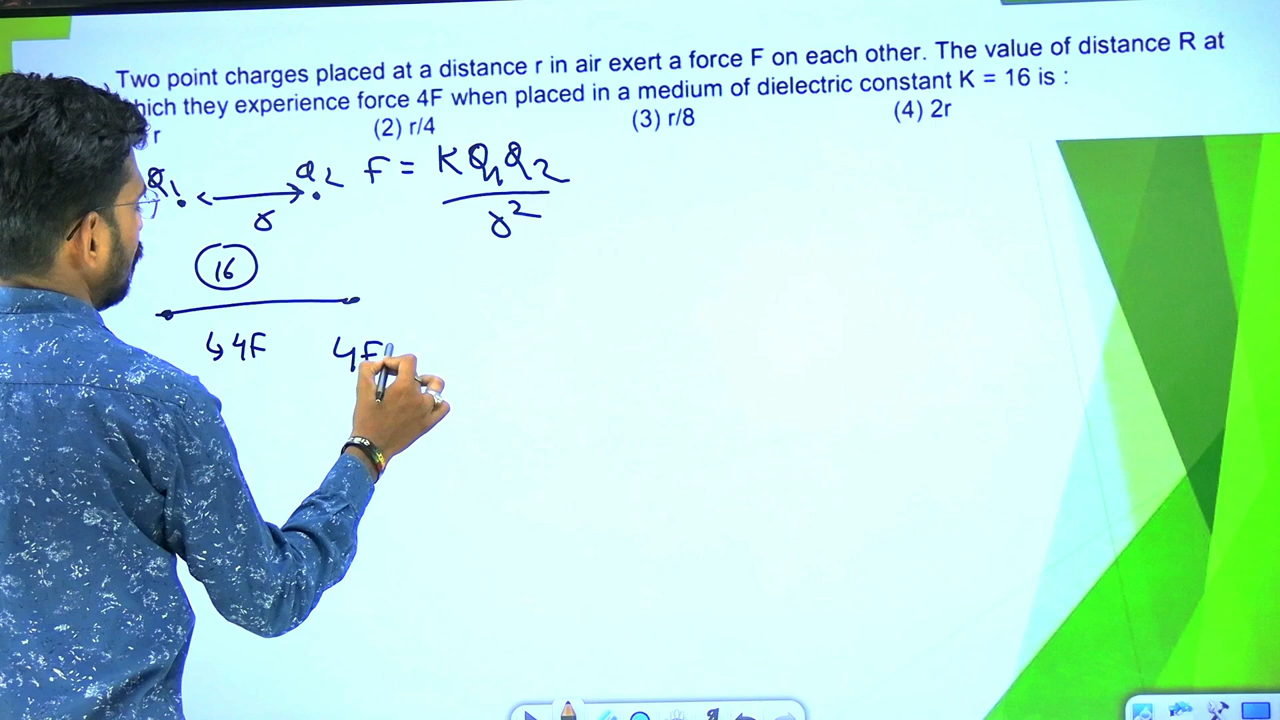 Two point charges placed at a distance r in air exert a force F on each other. The value of distance R at
they experience force 4F when placed in a medium of dielectric constant K = 16 is :
r (2) r/4 (3) r/8 (4) 2r
Q1 Q2 F = KQ1Q2
r r2
16
↳ 4F 4F